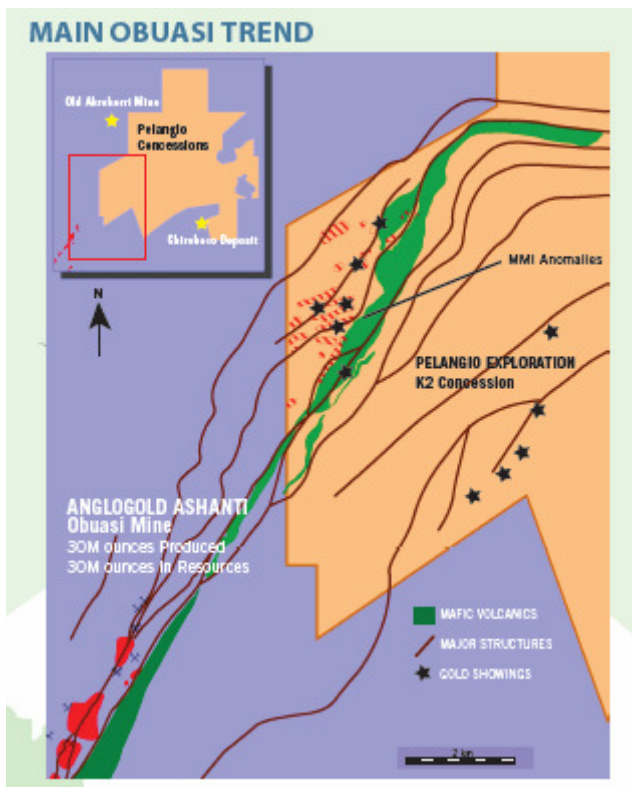 MAIN OBUASI TREND
Old Akrokerri Mine
Pelangio
Concessions
Chirehoco Deposit
N
MMI Anomalies
PELANGIO EXPLORATION
K2 Concession
ANGLOGOLD ASHANTI
Obuasi Mine
30M ounces Produced
30M ounces In Resources
MAFIC VOLCANICS
MAJOR STRUCTURES
GOLD SHOWINGS
2 km